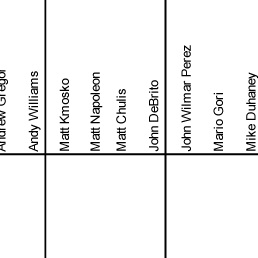 Andrew Gregor
Andy Williams
Matt Kmosko
Matt Napoleon
Matt Chulis
John DeBrito
John Wilmar Perez
Mario Gori
Mike Duhaney